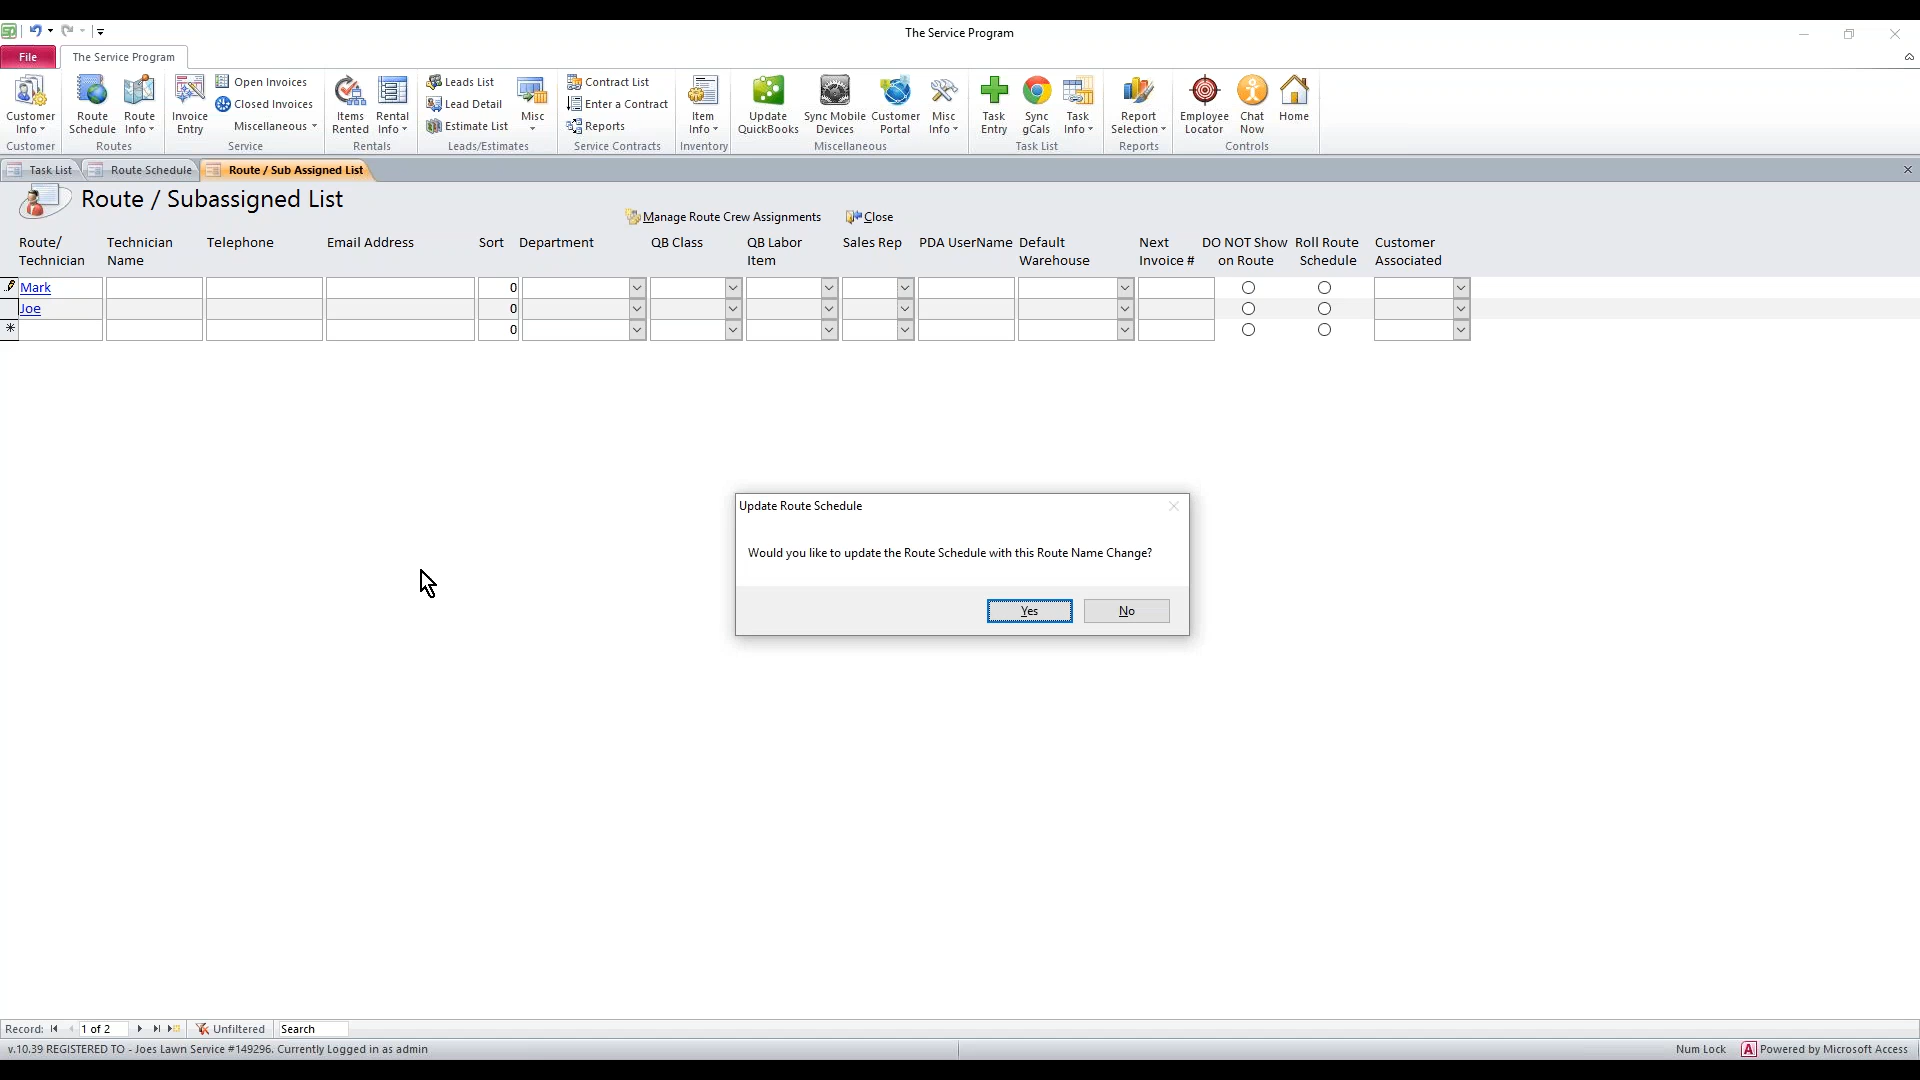 The Service Program
File
The Service Program
Customer Info
Customer
Route Schedule
Route Info
Routes
Invoice Entry
Open Invoices
Closed Invoices
Miscellaneous
Service
Items Rented
Rental Info
Rentals
Leads List
Lead Detail
Estimate List
Misc
Leads/Estimates
Contract List
Enter a Contract
Reports
Service Contracts
Item Info
Inventory
Update QuickBooks
Sync Mobile Devices
Customer Portal
Misc Info
Miscellaneous
Task Entry
Sync gCals
Task Info
Task List
Report Selection
Reports
Employee Locator
Chat Now
Home
Controls
Task List
Route Schedule
Route / Sub Assigned List
Route / Subassigned List
Manage Route Crew Assignments
Close
Route/ Technician
Technician Name
Telephone
Email Address
Sort
Department
QB Class
QB Labor Item
Sales Rep
PDA UserName
Default Warehouse
Next Invoice #
DO NOT Show on Route
Roll Route Schedule
Customer Associated
Mark
0
Joe
0
0
Update Route Schedule
Would you like to update the Route Schedule with this Route Name Change?
Yes
No
Record:
1 of 2
Unfiltered
Search
v.10.39 REGISTERED TO - Joes Lawn Service #149296. Currently Logged in as admin
Num Lock
Powered by Microsoft Access